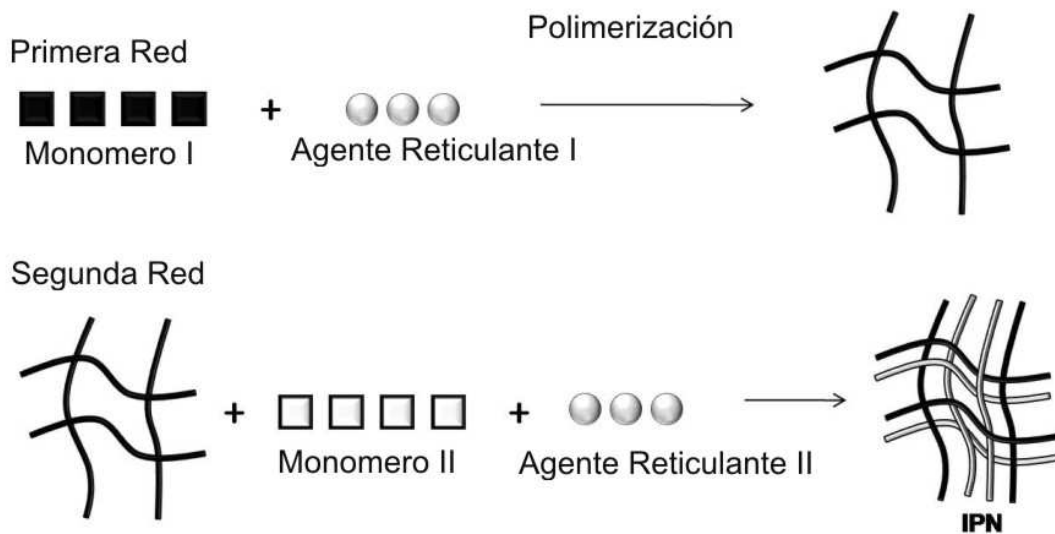 Polimerización
Primera Red
+
Monomero I
Agente Reticulante I
Segunda Red
+
+
Monomero II
Agente Reticulante II
IPN